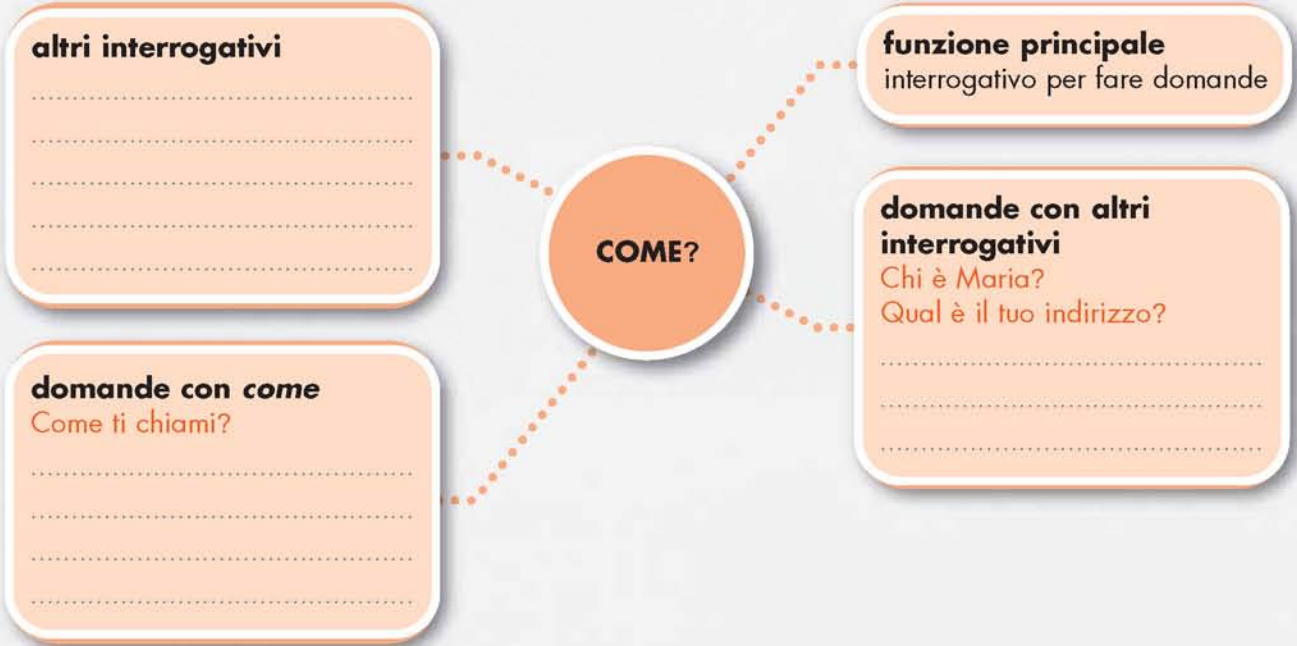 altri interrogativi
domande con come
Come ti chiami?
COME?
funzione principale
interrogativo per fare domande
domande con altri
interrogativi
Chi è Maria?
Qual è il tuo indirizzo?